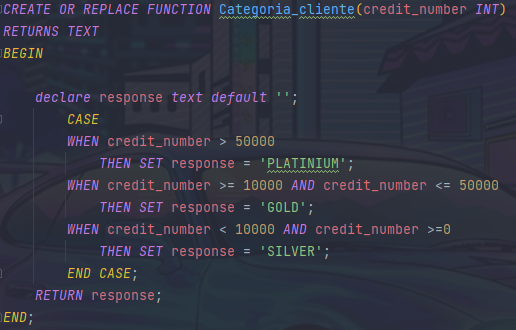 CREATE OR REPLACE FUNCTION Categoria_cliente(credit_number INT)
RETURNS TEXT
BEGIN
declare response text default '';
CASE
WHEN credit_number > 50000
THEN SET response = 'PLATINIUM';
WHEN credit_number >= 10000 AND credit_number <= 50000
THEN SET response = 'GOLD';
WHEN credit_number < 10000 AND credit_number >=0
THEN SET response = 'SILVER';
END CASE;
RETURN response;
END;